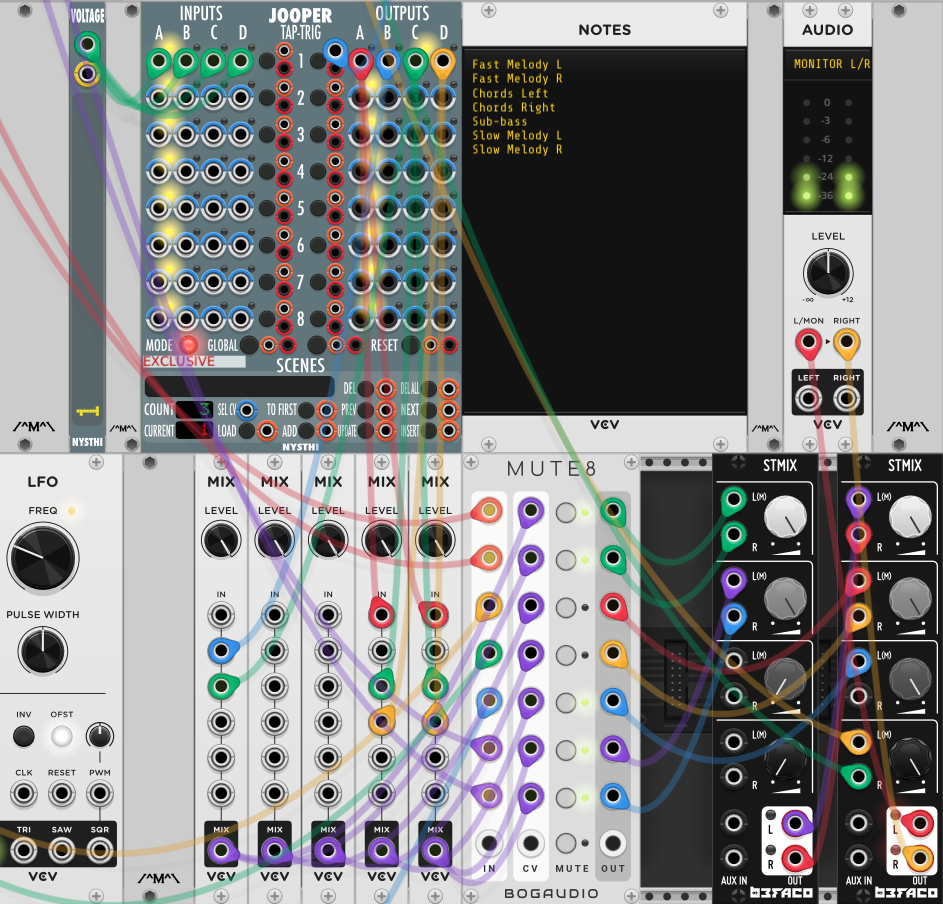 VOLTAGE
1
NYSTHI
INPUTS JOOPER OUTPUTS
A B C D TAP-TRIG A B C D
1
2
3
4
5
6
7
8
MODE GLOBAL RESET
EXCLUSIVE
SCENES
DEL DEL ALL
COUNT 3 SEL CV TO FIRST PREV NEXT
CURRENT 1 LOAD ADD UPDATE INSERT
NYSTHI
NOTES
Fast Melody L
Fast Melody R
Chords Left
Chords Right
Sub-bass
Slow Melody L
Slow Melody R
VCV
AUDIO
MONITOR L/R
0
-3
-6
-12
-24
-36
LEVEL
-∞ +12
L/MON RIGHT
LEFT RIGHT
VCV
LFO
FREQ
PULSE WIDTH
INV OFST
CLK RESET PWM
TRI SAW SQR
VCV
MIX MIX MIX MIX MIX
LEVEL LEVEL LEVEL LEVEL LEVEL
IN IN IN IN IN
MIX MIX MIX MIX MIX
VCV VCV VCV VCV VCV
MUTE8
IN CV MUTE OUT
BOGAUDIO
STMIX
L(M)
R
L(M)
R
L(M)
R
L(M)
R
L
R
AUX IN OUT
BEFACO
STMIX
L(M)
R
L(M)
R
L(M)
R
L(M)
R
L
R
AUX IN OUT
BEFACO